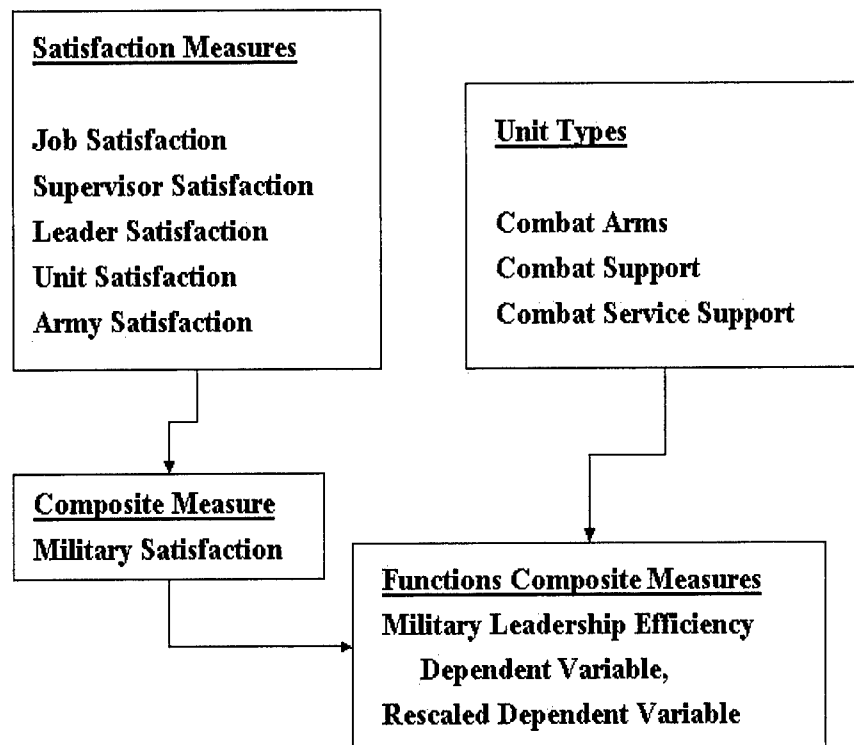 Satisfaction Measures
Job Satisfaction
Supervisor Satisfaction
Leader Satisfaction
Unit Satisfaction
Army Satisfaction
Unit Types
Combat Arms
Combat Support
Combat Service Support
Composite Measure
Military Satisfaction
Functions Composite Measures
Military Leadership Efficiency
Dependent Variable,
Rescaled Dependent Variable